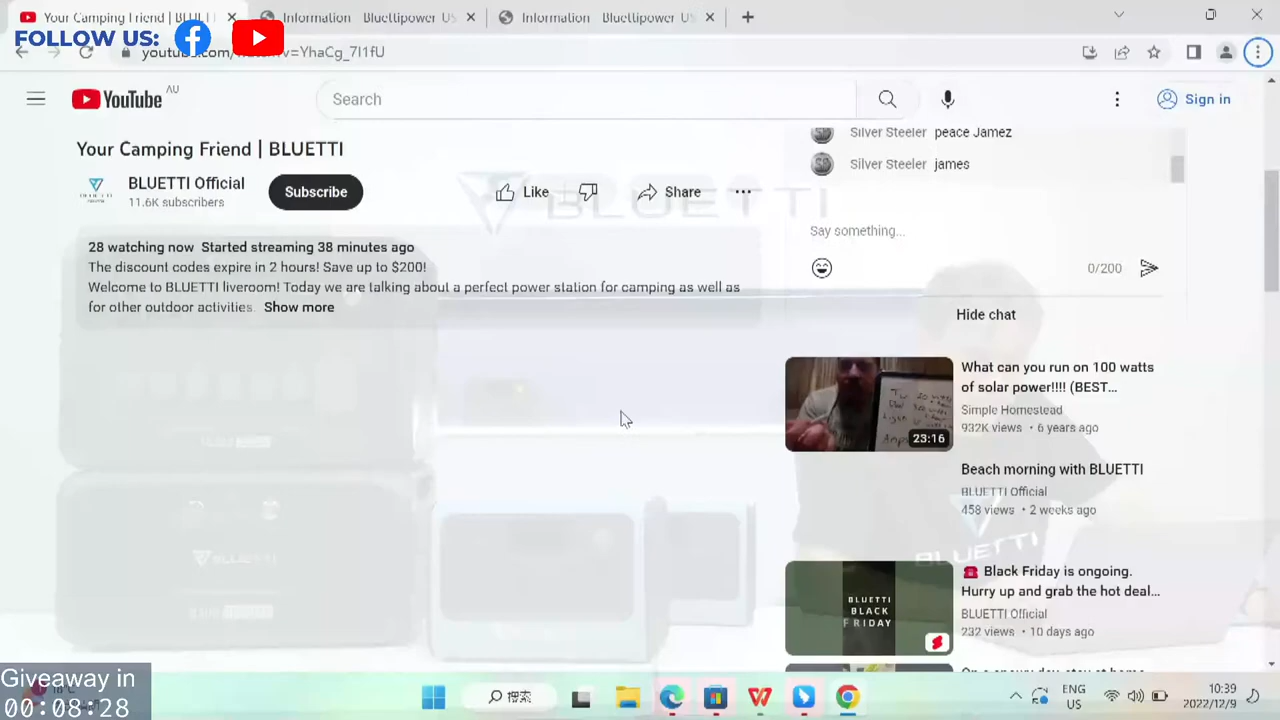 Your Camping Friend | BLUETTI
Information Bluettipower US
Information Bluettipower US
FOLLOW US:
YouTube AU
Search
Sign in
Your Camping Friend | BLUETTI
BLUETTI Official
11.6K subscribers
Subscribe
Like
Share
Silver Steeler peace Jamez
Silver Steeler james
Say something...
0/200
Hide chat
28 watching now Started streaming 38 minutes ago
The discount codes expire in 2 hours! Save up to $200!
Welcome to BLUETTI liveroom! Today we are talking about a perfect power station for camping as well as
for other outdoor activities. Show more
BLUETTI
What can you run on 100 watts
of solar power!!!! (BEST...
Simple Homestead
932K views • 6 years ago
23:16
Beach morning with BLUETTI
BLUETTI Official
458 views • 2 weeks ago
BLUETTI
BLUETTI
☎️ Black Friday is ongoing.
Hurry up and grab the hot deal...
BLUETTI Official
232 views • 10 days ago
BLUETTI
BLACK
FRIDAY
Giveaway in
00:08:28
搜索
ENG
US
10:39
2022/12/9